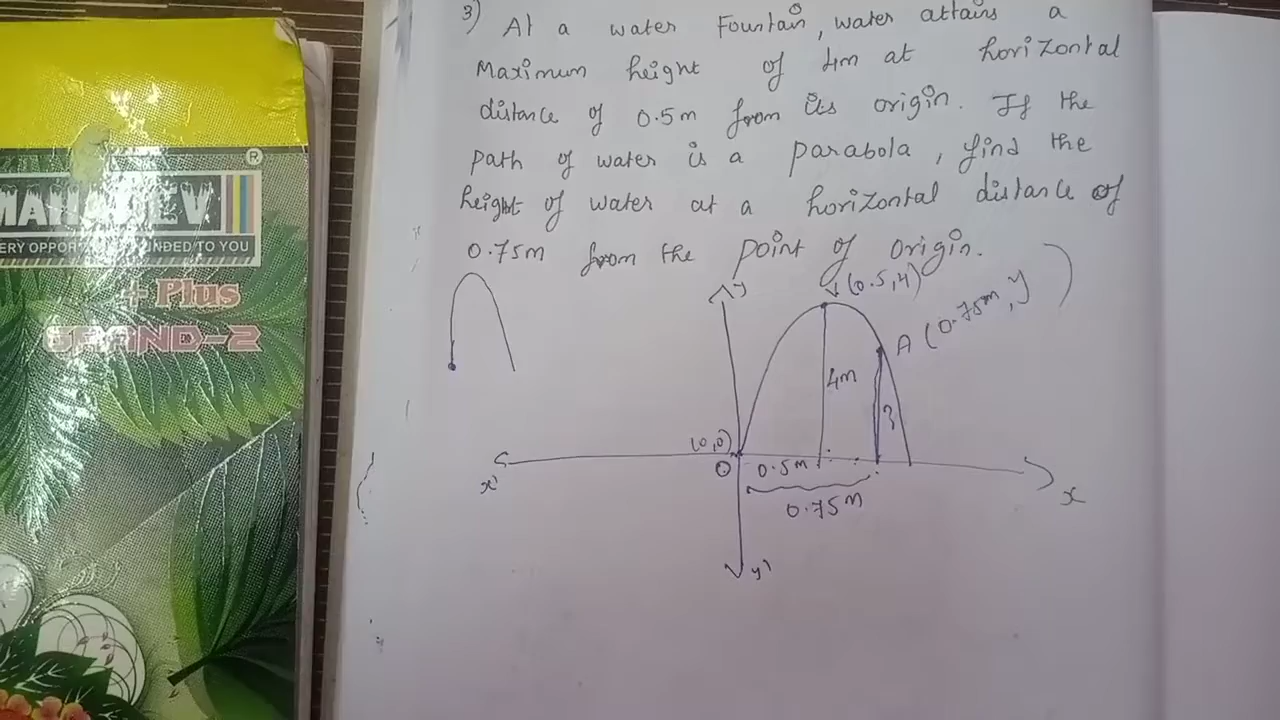 3) At a water Fountain, water attains a
Maximum height of 4m at horizontal
distance of 0.5m from its origin. If the
path of water is a parabola, find the
height of water at a horizontal distance of
0.75m from the point of origin.
y
(0.5,4)
A (0.75m, y)
4m
?
(0,0)
O
0.5m
x'
x
0.75m
y'
®
+ Plus
GRAND-2